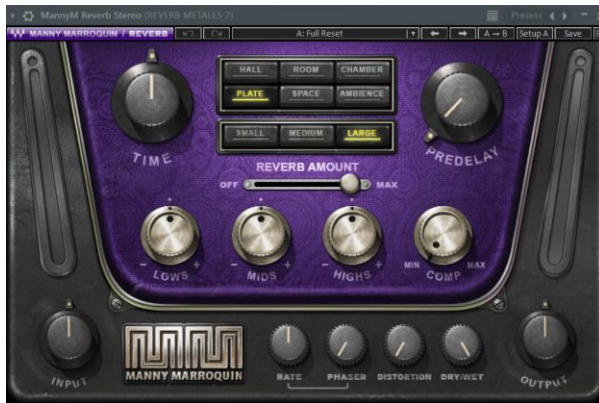 MannyM Reverb Stereo (REVERB METALES 2) Presets
MANNY MARROQUIN / REVERB A: Full Reset A → B Setup A Save
HALL ROOM CHAMBER
PLATE SPACE AMBIENCE
SMALL MEDIUM LARGE
TIME
PREDELAY
REVERB AMOUNT
OFF MAX
- + - + - + MIN MAX
LOWS MIDS HIGHS COMP
INPUT
MANNY MARROQUIN
RATE PHASER DISTORTION DRY/WET
OUTPUT